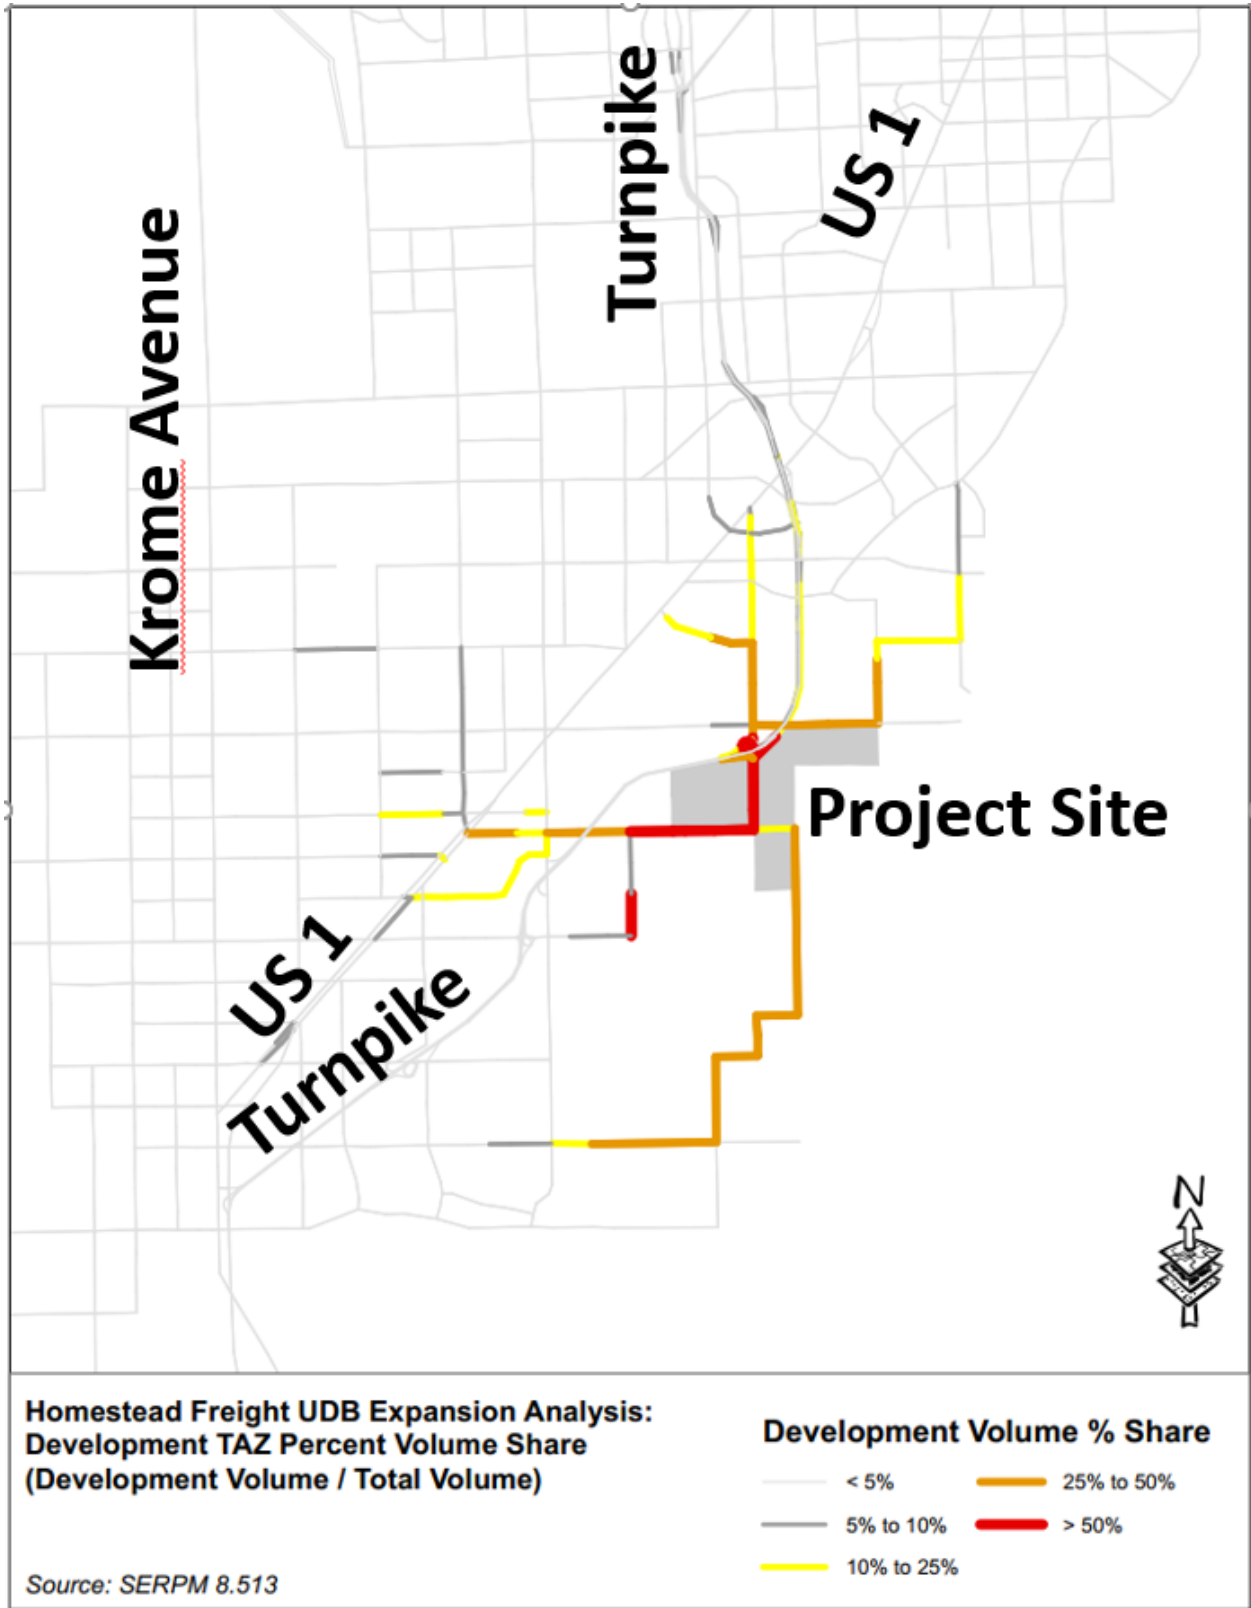 Turnpike
US 1
Krome Avenue
Project Site
US 1
Turnpike
N
Homestead Freight UDB Expansion Analysis:
Development TAZ Percent Volume Share
(Development Volume / Total Volume)
Source: SERPM 8.513
Development Volume % Share
< 5%
25% to 50%
5% to 10%
> 50%
10% to 25%